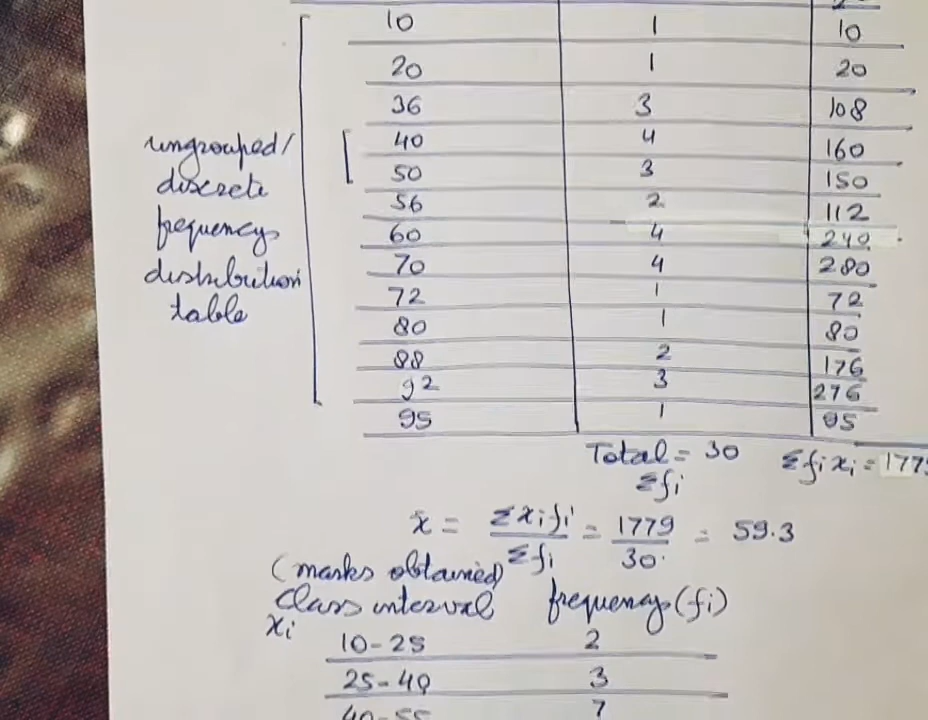 10 1 10
20 1 20
36 3 108
40 4 160
50 3 150
56 2 112
60 4 240
70 4 280
72 1 72
80 1 80
88 2 176
92 3 276
95 1 95
ungrouped/
discrete
frequency
distribution
table
Total = 30 Σfixi = 1779
Σfi
x̄ = Σxifi / Σfi = 1779 / 30 = 59.3
(marks obtained)
Class interval frequency (fi)
xi
10-25 2
25-40 3
40-55 7